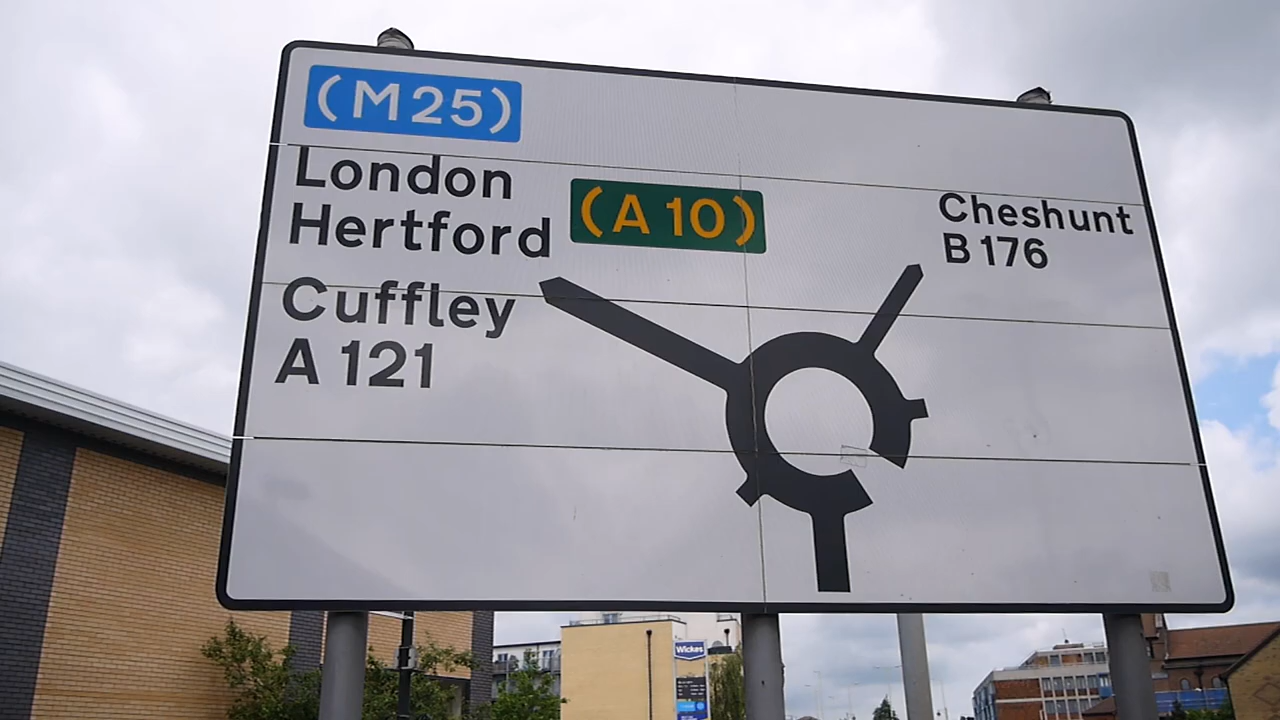 (M25)
London
Hertford (A 10)
Cuffley
A 121
Cheshunt
B 176
Wickes